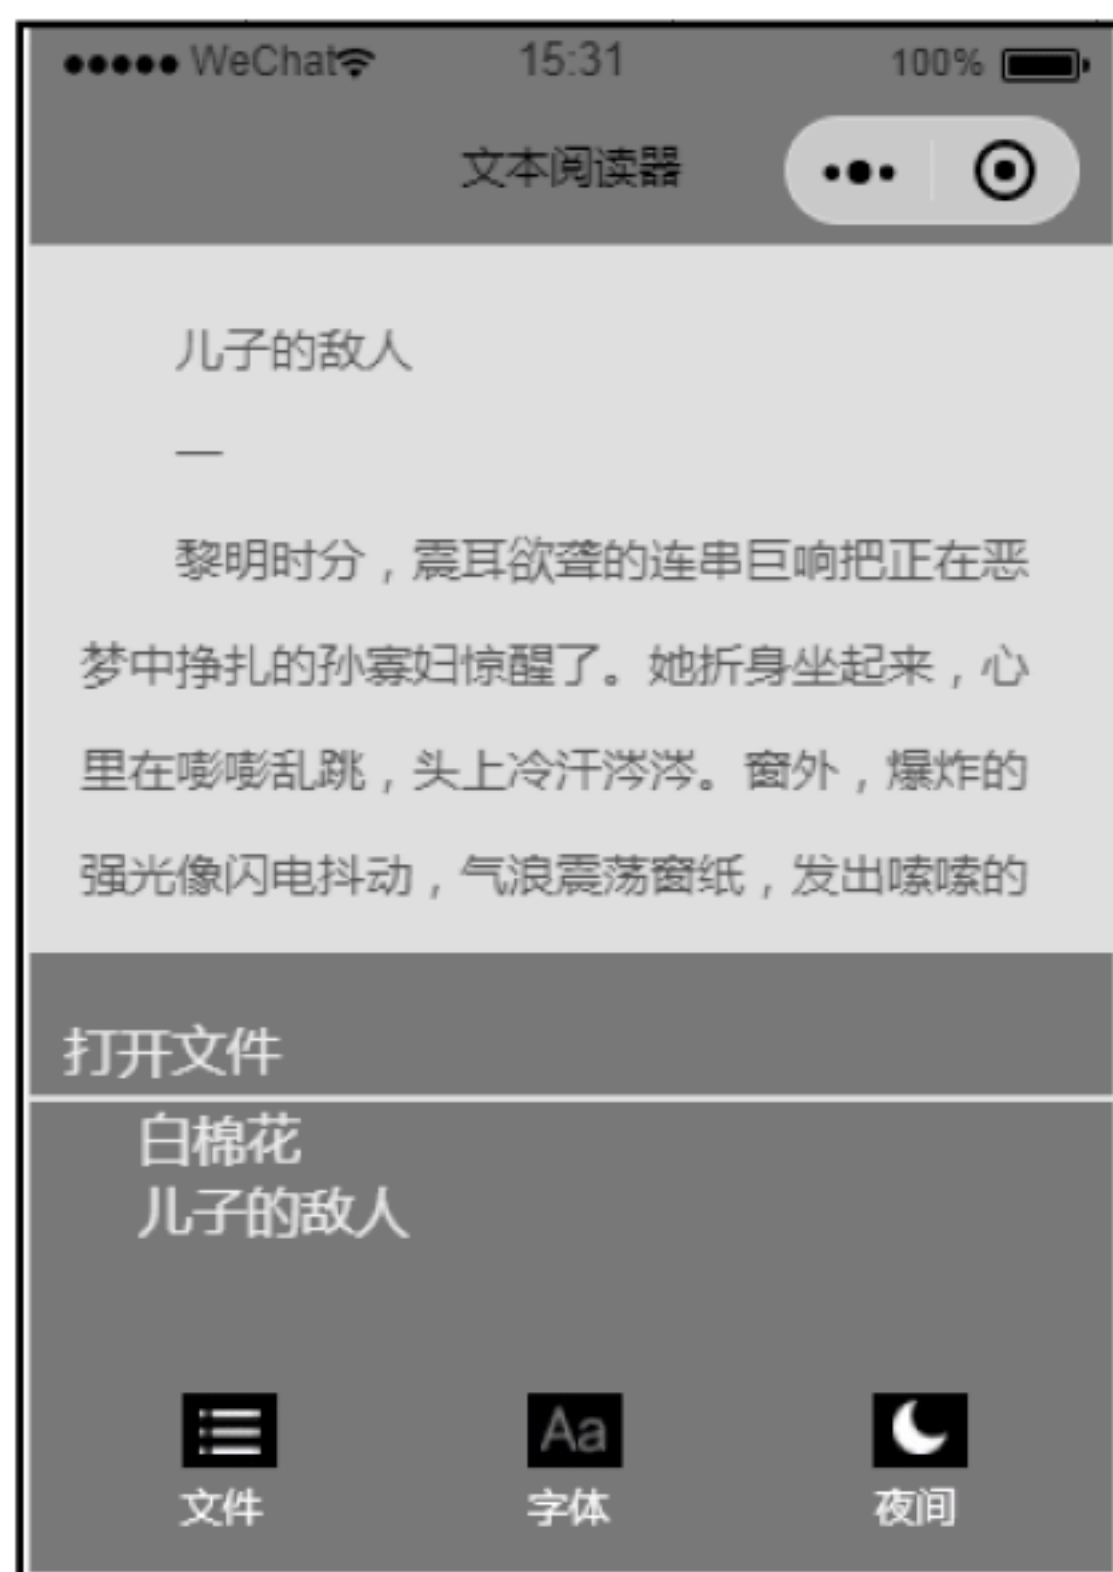 WeChat 15:31 100%
文本阅读器
儿子的敌人
一
黎明时分，震耳欲聋的连串巨响把正在恶
梦中挣扎的孙寡妇惊醒了。她折身坐起来，心
里在嘭嘭乱跳，头上冷汗涔涔。窗外，爆炸的
强光像闪电抖动，气浪震荡窗纸，发出嗦嗦的
打开文件
白棉花
儿子的敌人
Aa
文件 字体 夜间